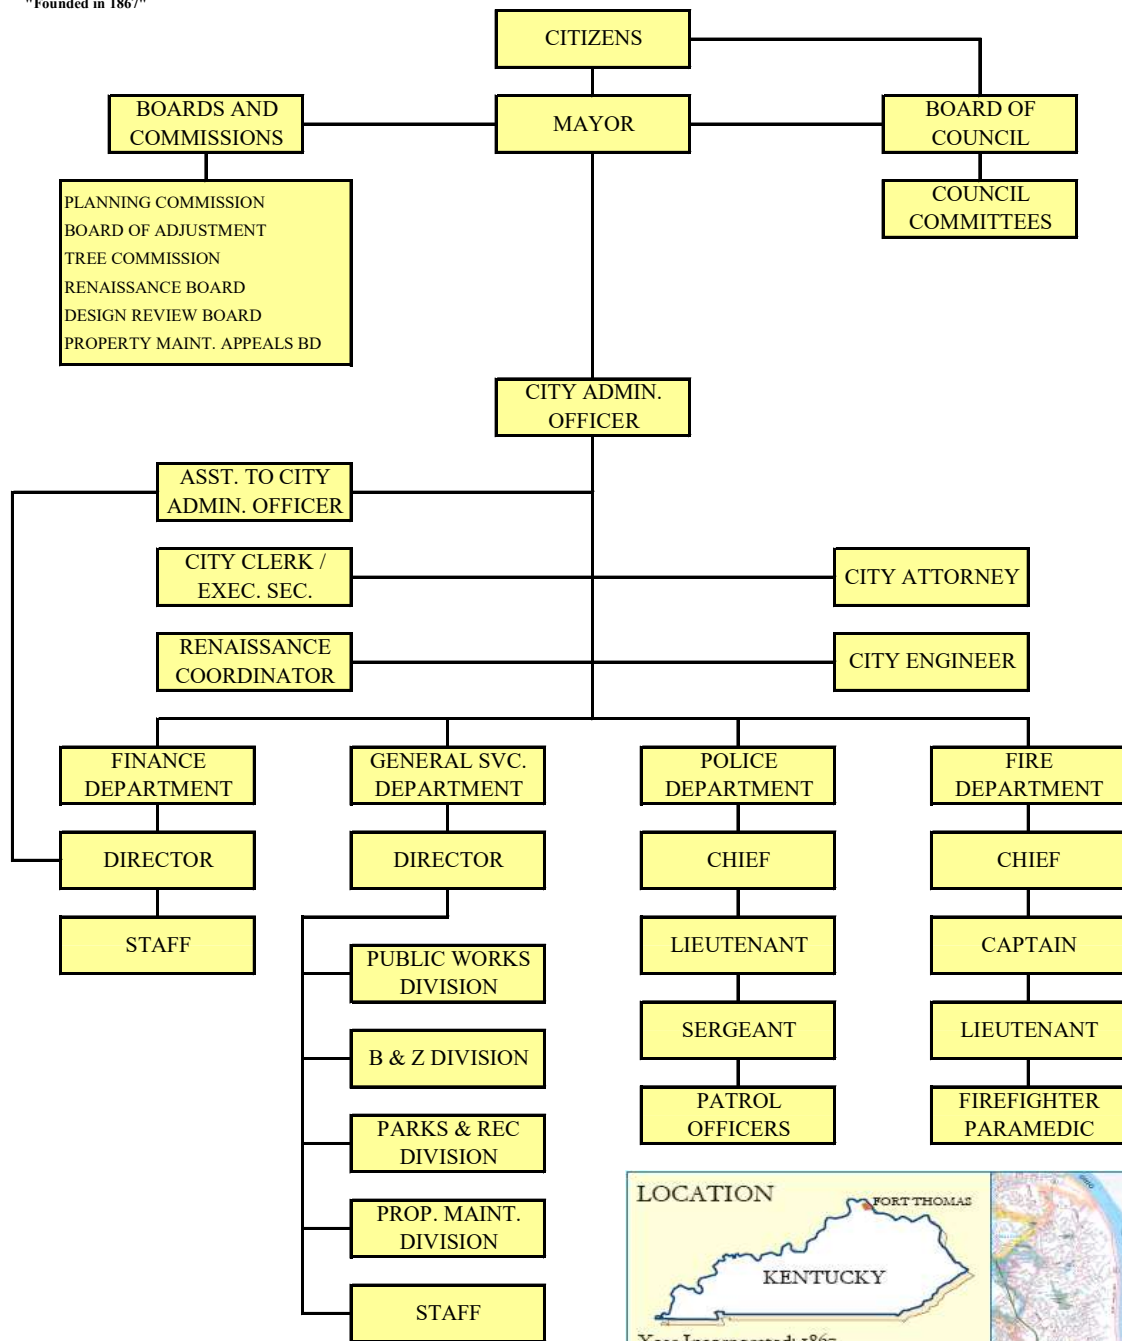 "Founded in 1867"
CITIZENS
BOARDS AND
COMMISSIONS
MAYOR
BOARD OF
COUNCIL
PLANNING COMMISSION
BOARD OF ADJUSTMENT
TREE COMMISSION
RENAISSANCE BOARD
DESIGN REVIEW BOARD
PROPERTY MAINT. APPEALS BD
COUNCIL
COMMITTEES
CITY ADMIN.
OFFICER
ASST. TO CITY
ADMIN. OFFICER
CITY CLERK /
EXEC. SEC.
CITY ATTORNEY
RENAISSANCE
COORDINATOR
CITY ENGINEER
FINANCE
DEPARTMENT
GENERAL SVC.
DEPARTMENT
POLICE
DEPARTMENT
FIRE
DEPARTMENT
DIRECTOR
DIRECTOR
CHIEF
CHIEF
STAFF
LIEUTENANT
CAPTAIN
PUBLIC WORKS
DIVISION
SERGEANT
LIEUTENANT
B & Z DIVISION
PATROL
OFFICERS
FIREFIGHTER
PARAMEDIC
PARKS & REC
DIVISION
PROP. MAINT.
DIVISION
STAFF
LOCATION
FORT THOMAS
KENTUCKY
Year Incorporated: 1867